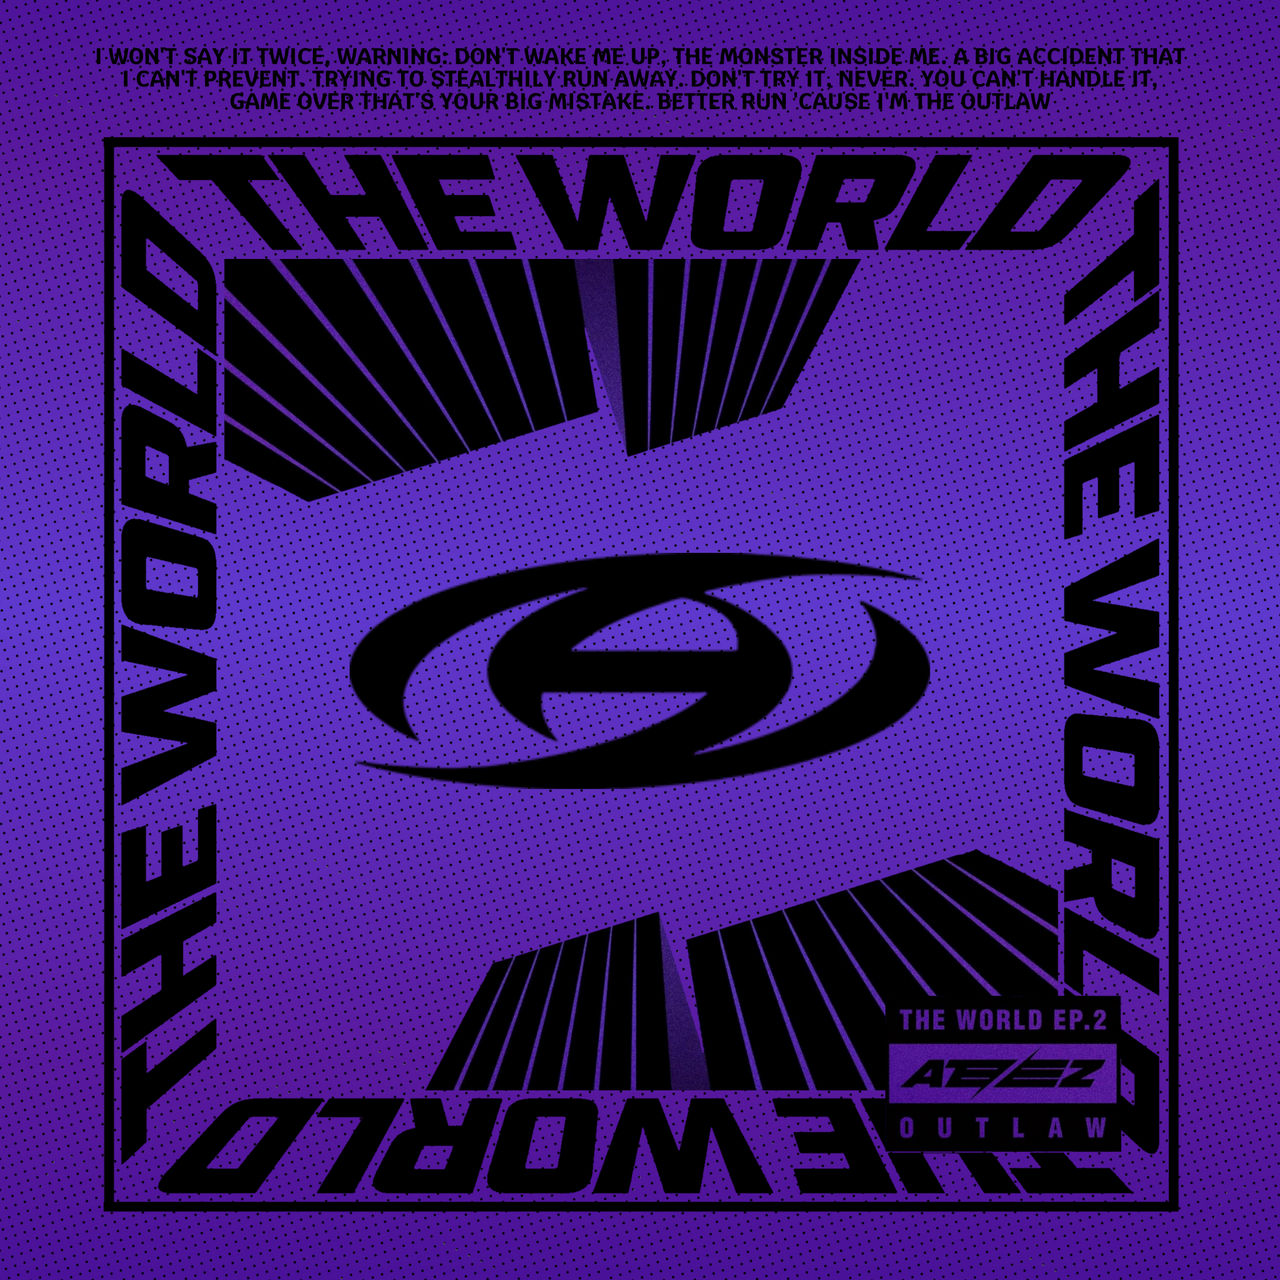 I WON'T SAY IT TWICE, WARNING: DON'T WAKE ME UP, THE MONSTER INSIDE ME. A BIG ACCIDENT THAT
I CAN'T PREVENT. TRYING TO STEALTHILY RUN AWAY. DON'T TRY IT, NEVER. YOU CAN'T HANDLE IT,
GAME OVER THAT'S YOUR BIG MISTAKE. BETTER RUN 'CAUSE I'M THE OUTLAW
THE WORLD
THE WORLD
THE WORLD
THE WORLD
THE WORLD EP.2
ATEEZ
OUTLAW